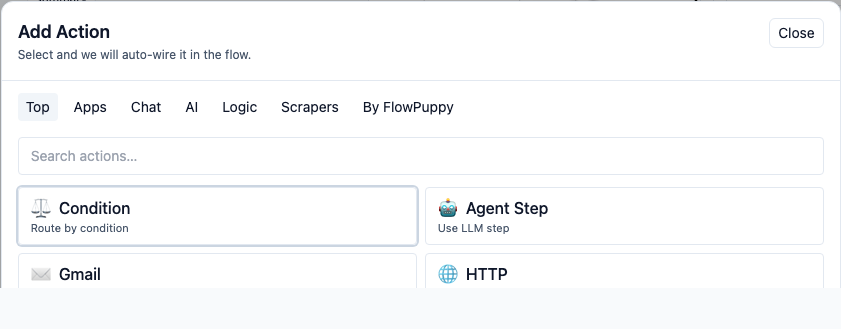 Add Action
Close
Select and we will auto-wire it in the flow.
Top Apps Chat AI Logic Scrapers By FlowPuppy
Search actions...
Condition
Route by condition
Agent Step
Use LLM step
Gmail
HTTP